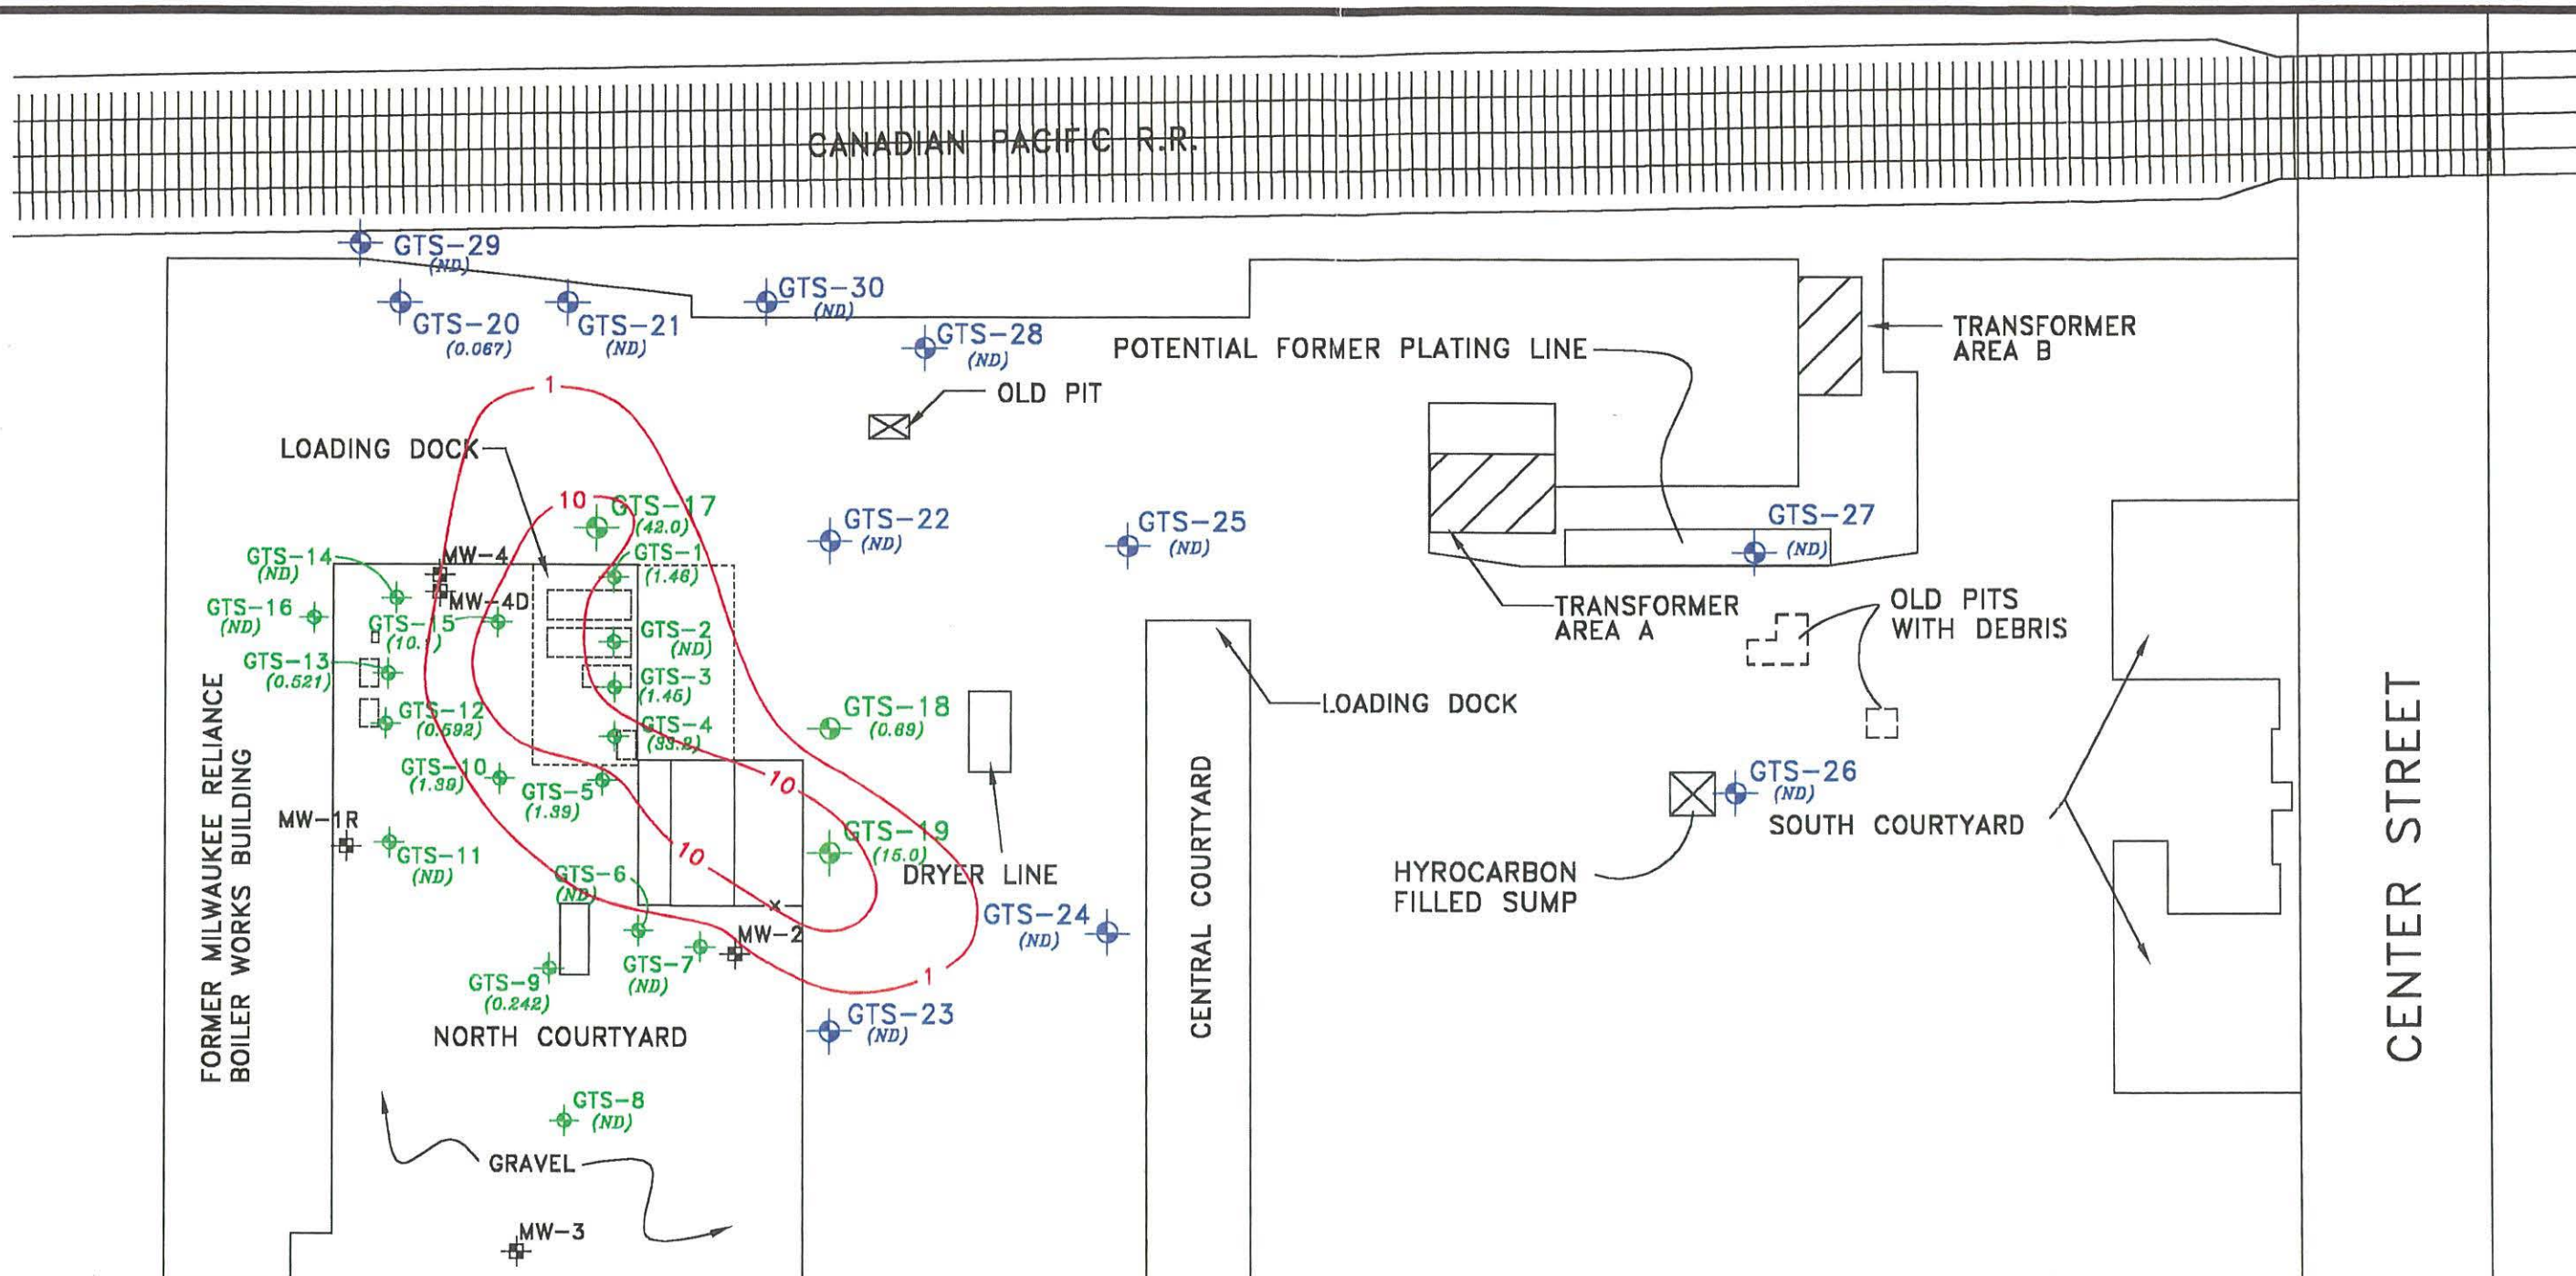 CANADIAN PACIFIC R.R.
GTS-29
(ND)
GTS-20
(0.067)
GTS-21
(ND)
GTS-30
(ND)
GTS-28
(ND)
POTENTIAL FORMER PLATING LINE
TRANSFORMER
AREA B
1
OLD PIT
LOADING DOCK
10
GTS-17
(42.0)
GTS-22
(ND)
GTS-25
(ND)
GTS-27
(ND)
GTS-14
(ND)
MW-4
GTS-1
(1.46)
GTS-16
(ND)
MW-4D
GTS-15
GTS-2
(ND)
TRANSFORMER
AREA A
OLD PITS
WITH DEBRIS
GTS-13
(0.521)
GTS-3
(1.45)
GTS-12
(0.592)
GTS-4
GTS-18
(0.69)
LOADING DOCK
GTS-10
(1.39)
GTS-5
(1.39)
10
GTS-26
(ND)
SOUTH COURTYARD
MW-1R
GTS-11
(ND)
10
GTS-19
(15.0)
DRYER LINE
HYROCARBON
FILLED SUMP
GTS-6
(ND)
GTS-24
(ND)
MW-2
GTS-7
(ND)
GTS-9
(0.242)
1
NORTH COURTYARD
GTS-23
(ND)
FORMER MILWAUKEE RELIANCE
BOILER WORKS BUILDING
CENTRAL COURTYARD
CENTER STREET
GTS-8
(ND)
GRAVEL
MW-3